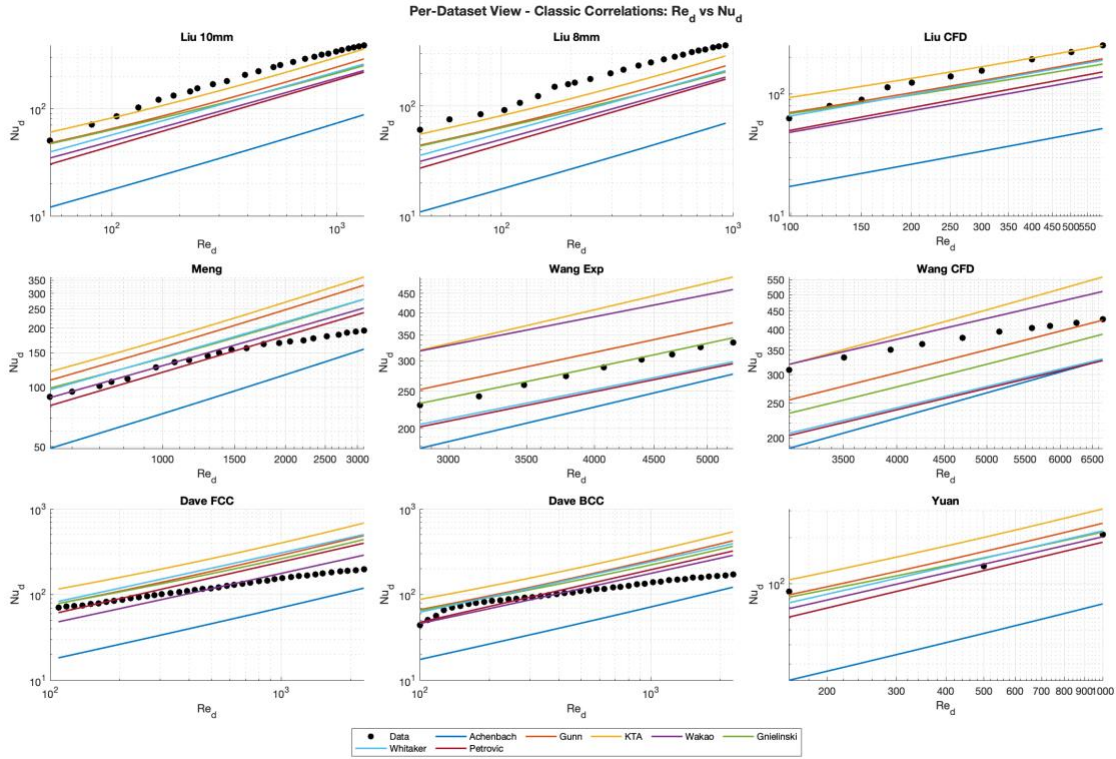 Per-Dataset View - Classic Correlations: Re_d vs Nu_d
Liu 10mm
Nu_d
10^2
10^1
10^2
10^3
Re_d
Liu 8mm
Nu_d
10^2
10^1
10^2
10^3
Re_d
Liu CFD
Nu_d
10^2
10^1
100 150 200 250 300 350 400 450 500 550
Re_d
Meng
Nu_d
350
300
250
200
150
100
50
1000 1500 2000 2500 3000
Re_d
Wang Exp
Nu_d
450
400
350
300
250
200
3000 3500 4000 4500 5000
Re_d
Wang CFD
Nu_d
550
500
450
400
350
300
250
200
3500 4000 4500 5000 5500 6000 6500
Re_d
Dave FCC
Nu_d
10^3
10^2
10^1
10^2 10^3
Re_d
Dave BCC
Nu_d
10^3
10^2
10^1
10^2 10^3
Re_d
Yuan
Nu_d
10^2
200 300 400 500 600 700 800 900 1000
Re_d
Data Achenbach Gunn KTA Wakao Gnielinski
Whitaker Petrovic